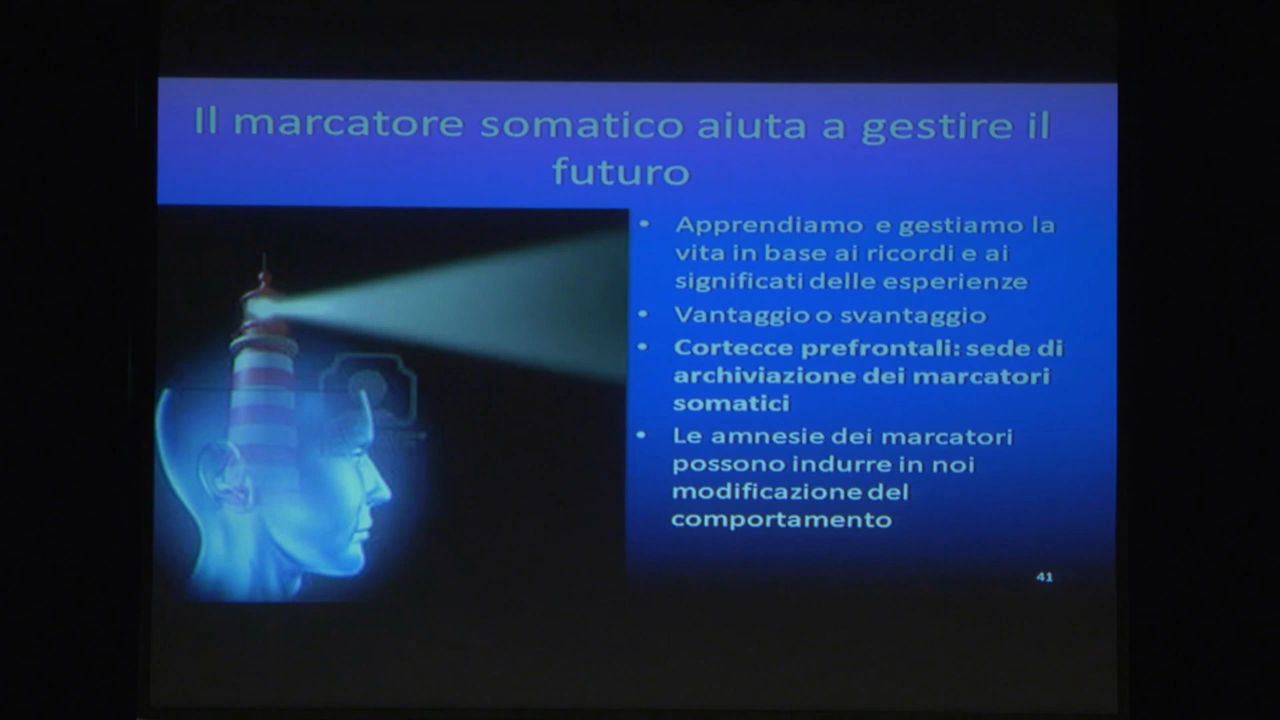 Il marcatore somatico aiuta a gestire il
futuro
• Apprendiamo e gestiamo la
vita in base ai ricordi e ai
significati delle esperienze
• Vantaggio o svantaggio
• Cortecce prefrontali: sede di
archiviazione dei marcatori
somatici
• Le amnesie dei marcatori
possono indurre in noi
modificazione del
comportamento
41